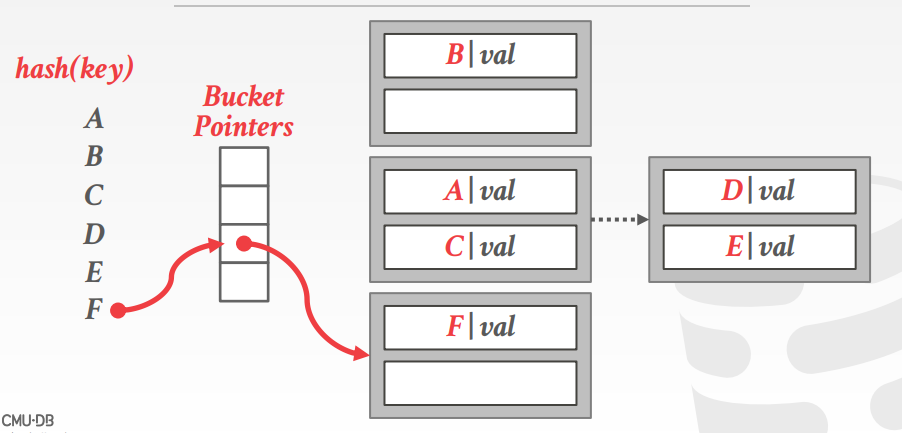 hash(key)
A
B
C
D
E
F
Bucket
Pointers
B|val
A|val
C|val
D|val
E|val
F|val
CMU·DB